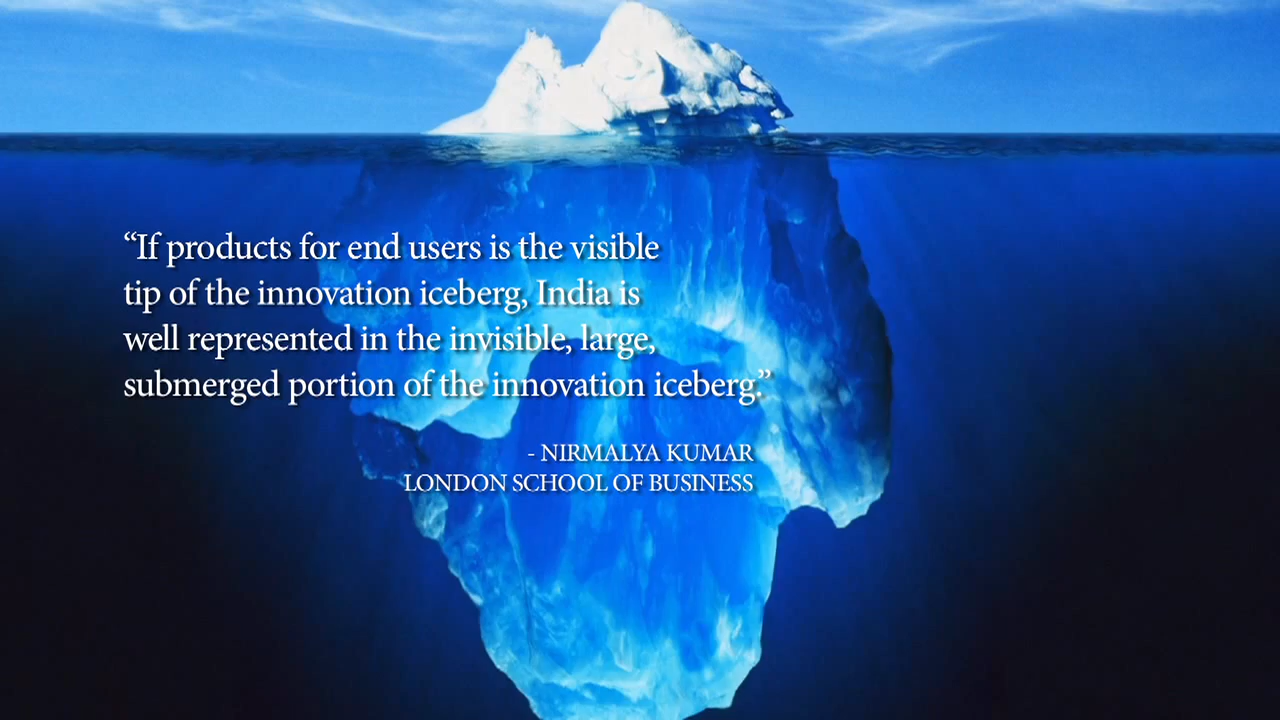 “If products for end users is the visible
tip of the innovation iceberg, India is
well represented in the invisible, large,
submerged portion of the innovation iceberg.”
- NIRMALYA KUMAR
LONDON SCHOOL OF BUSINESS